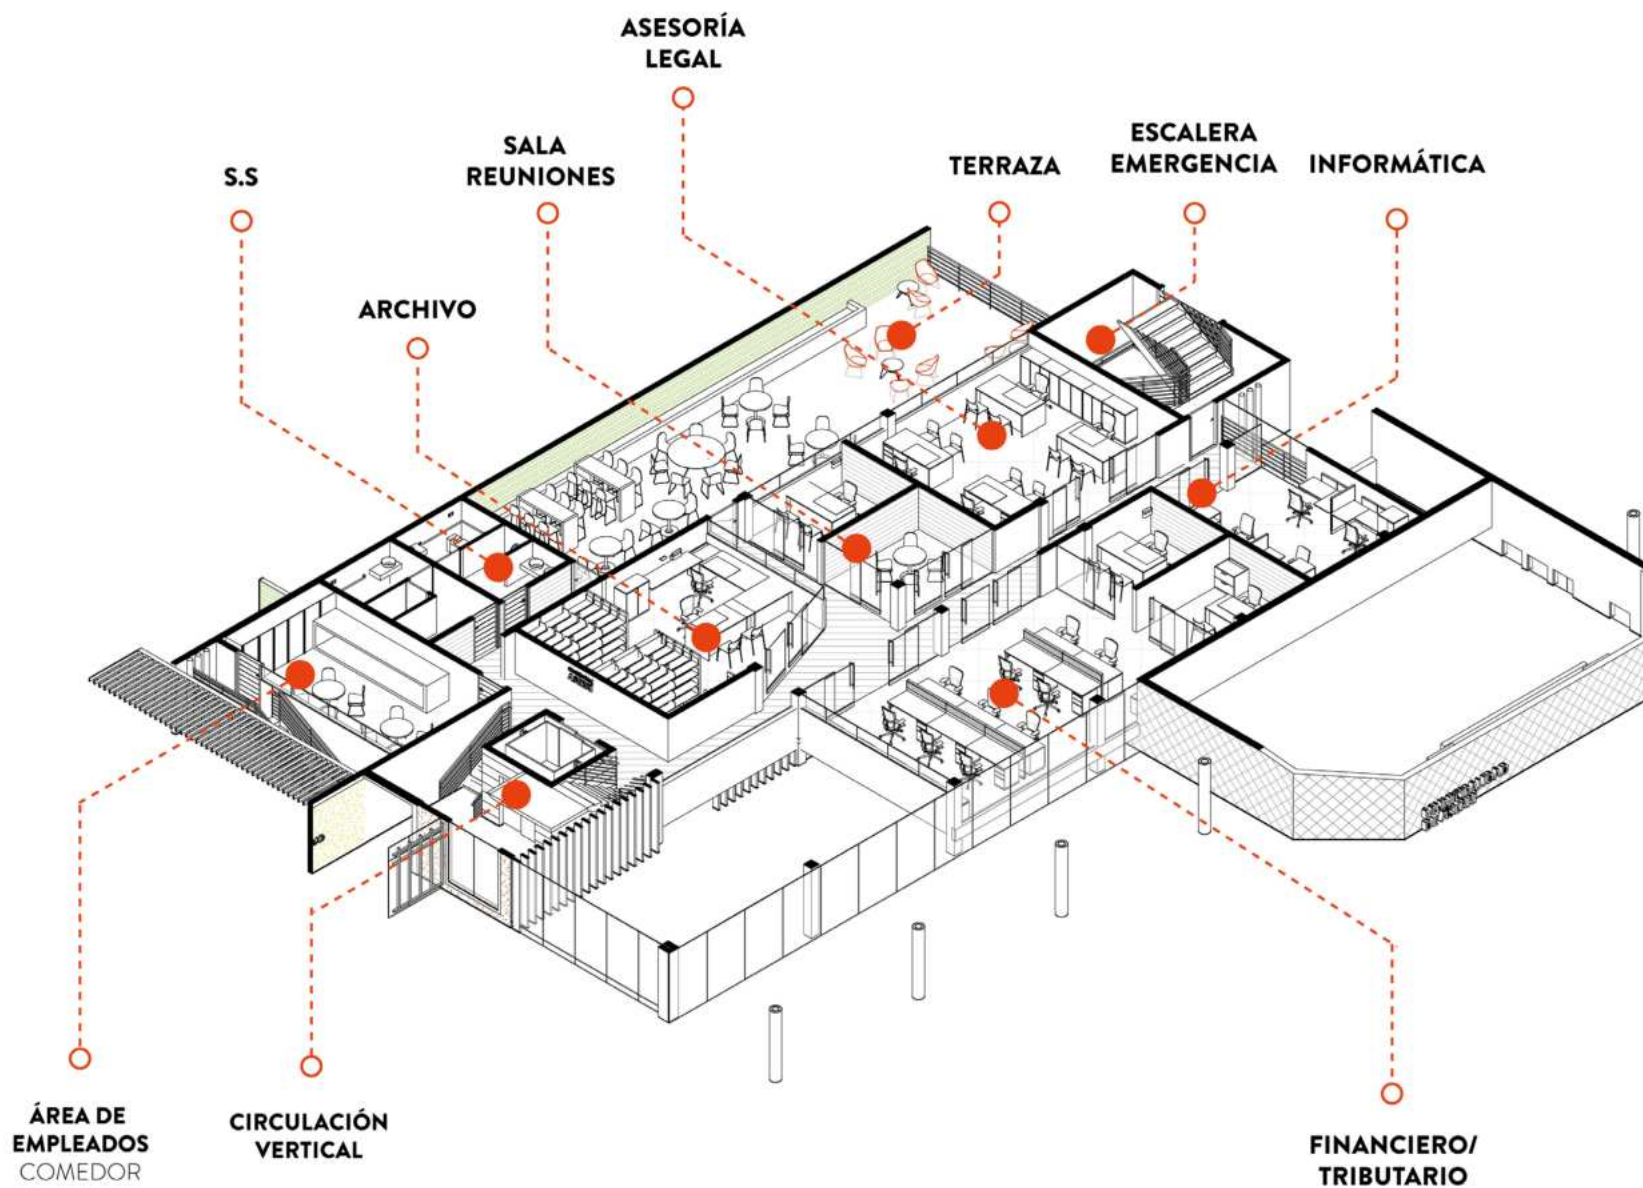 ASESORÍA
LEGAL
SALA
REUNIONES
S.S
ARCHIVO
TERRAZA
ESCALERA
EMERGENCIA
INFORMÁTICA
ÁREA DE
EMPLEADOS
COMEDOR
CIRCULACIÓN
VERTICAL
FINANCIERO/
TRIBUTARIO